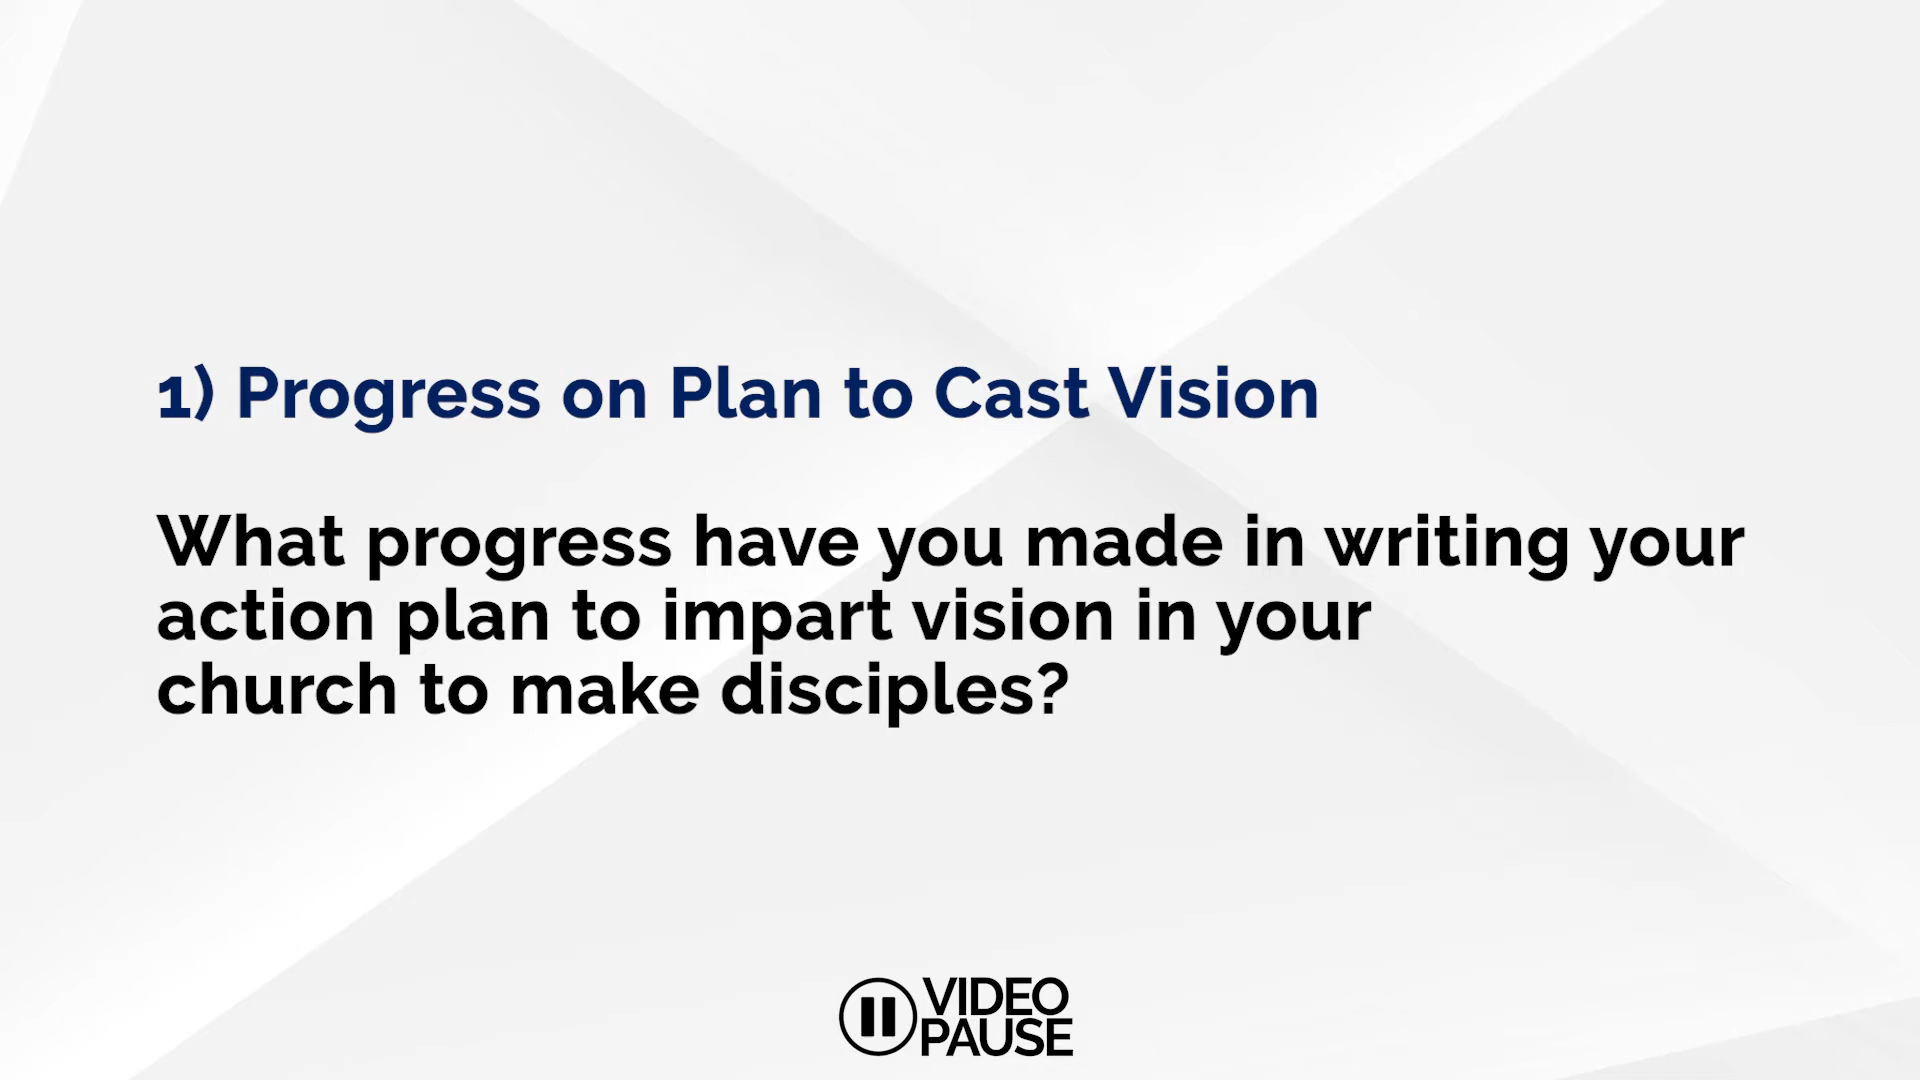 1) Progress on Plan to Cast Vision
What progress have you made in writing your
action plan to impart vision in your
church to make disciples?
VIDEO
PAUSE